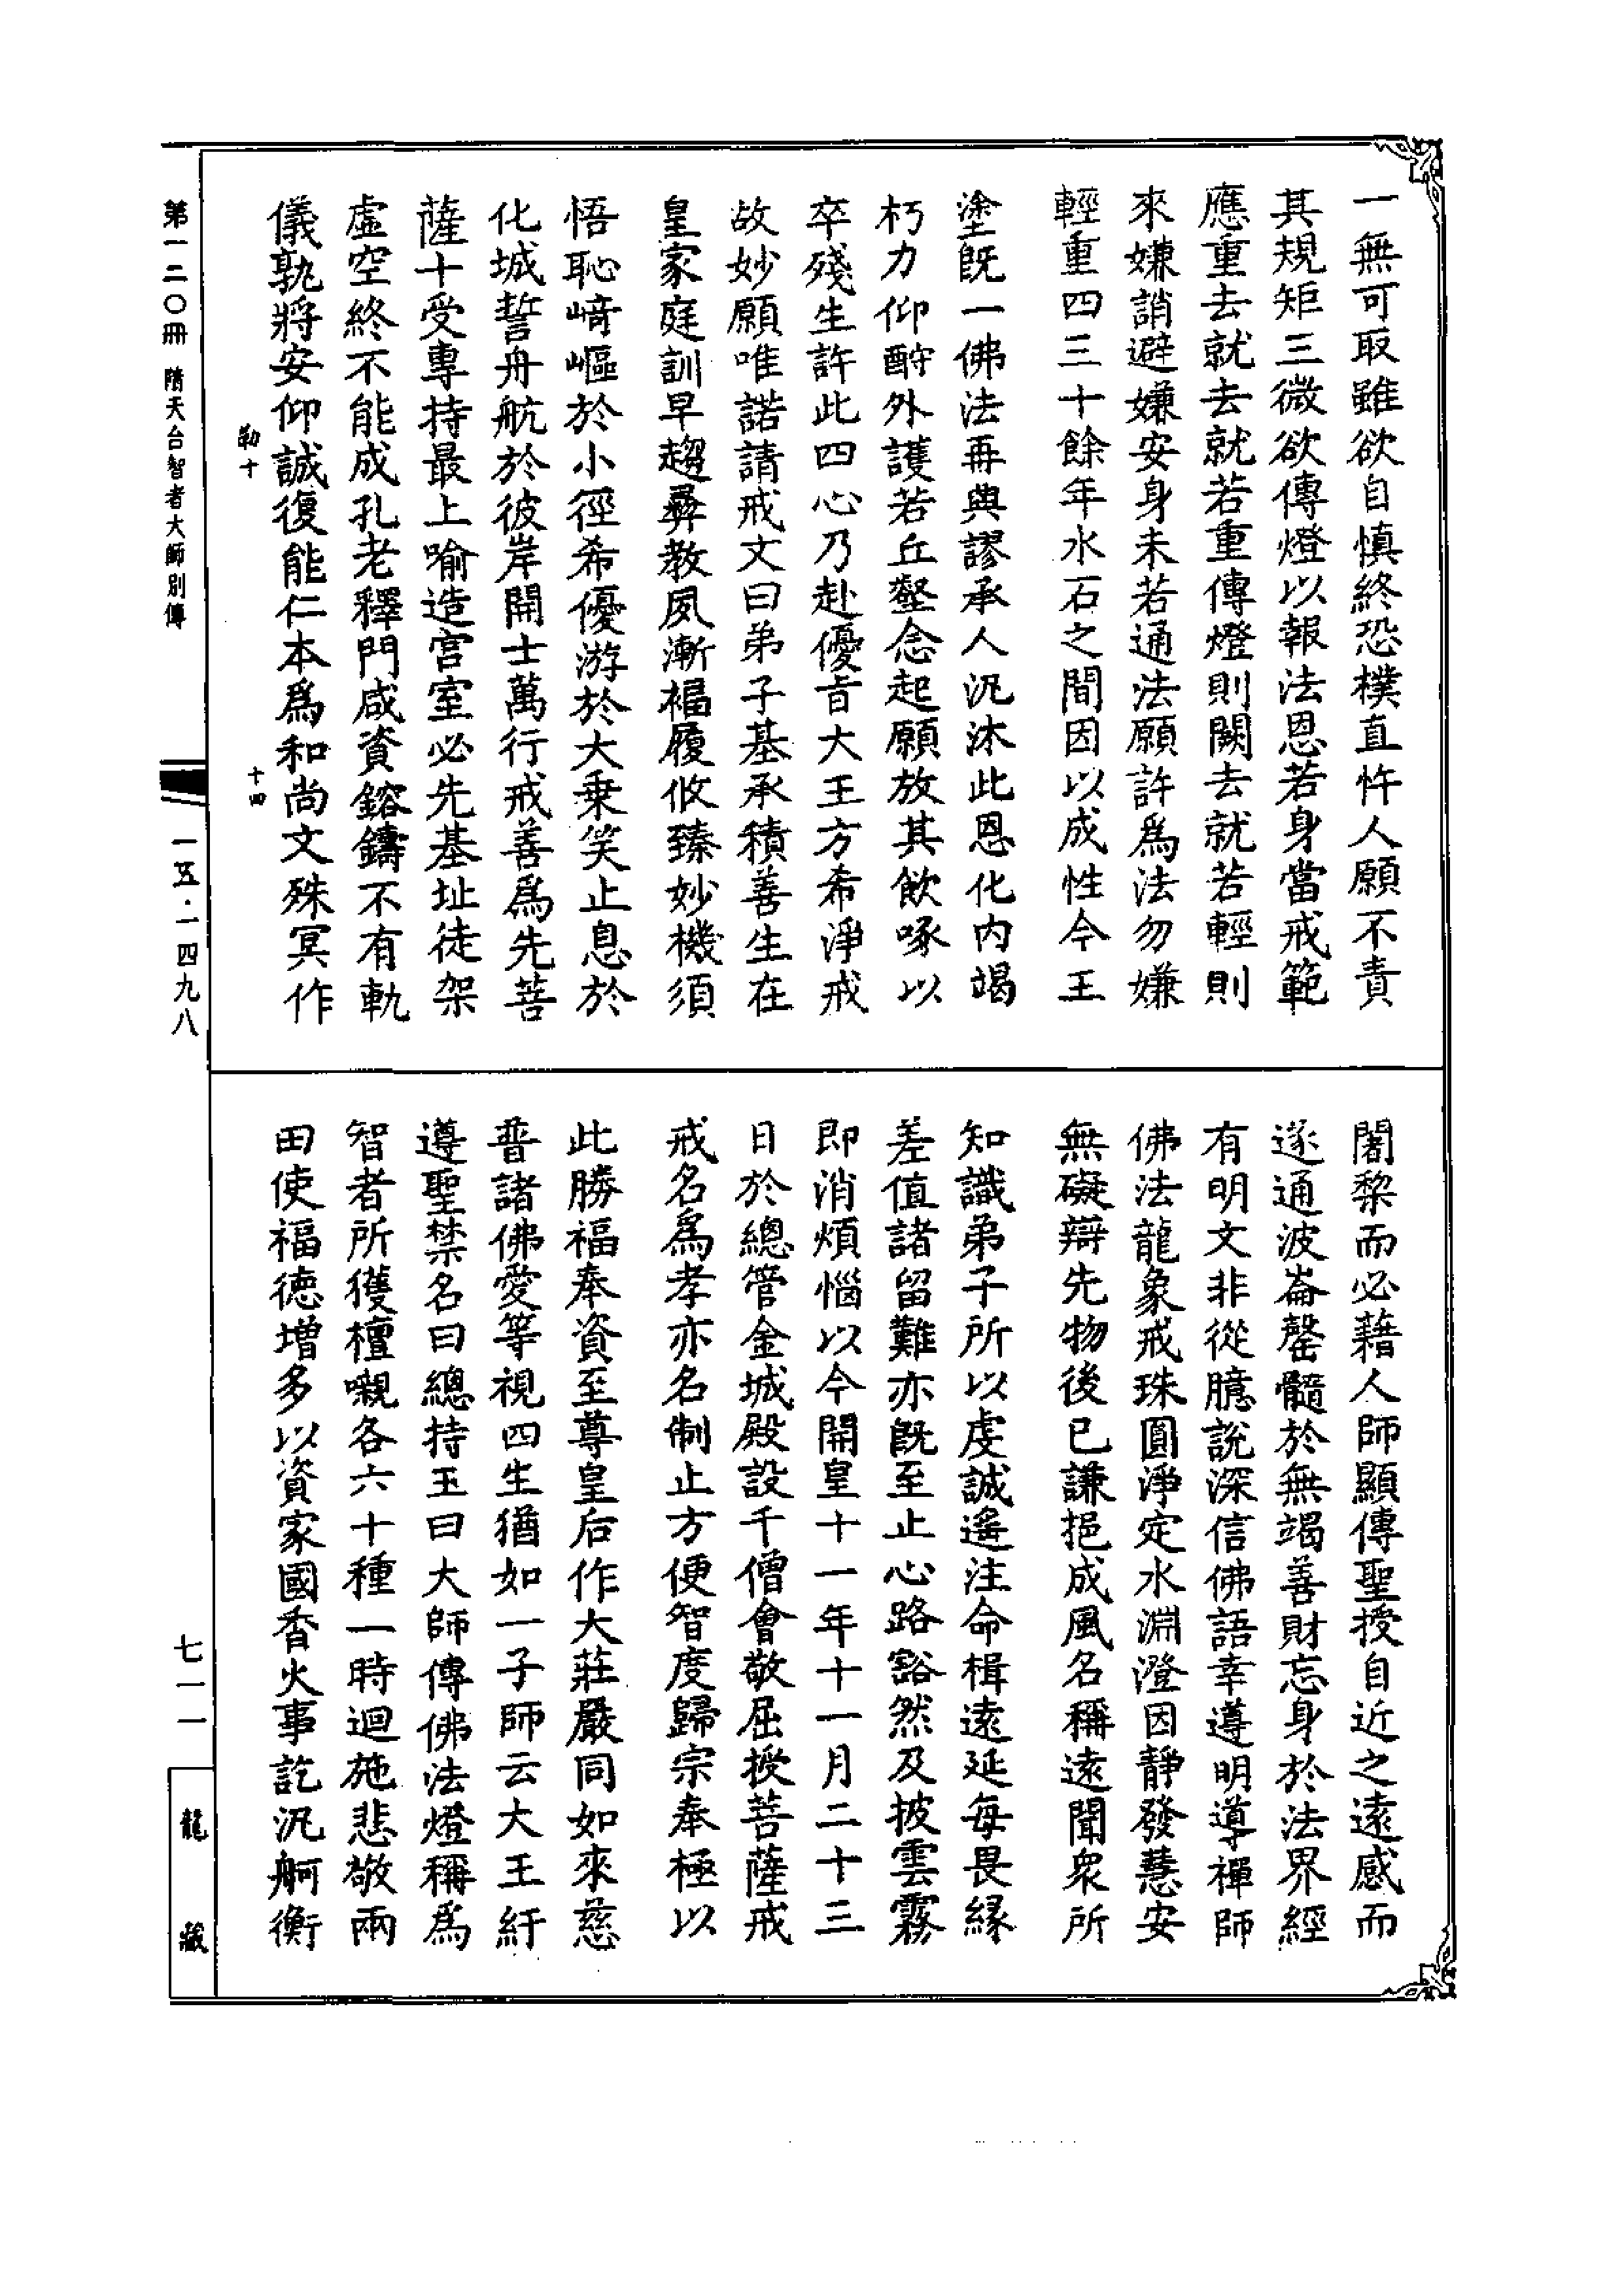 一無可取雖欲自慎終恐樸直忤人願不責
其規矩三微欲傳燈以報法恩若身當戒範
應重去就去就若重傳燈則闕去就若輕則
來嫌誚避嫌安身未若通法願許為法勿嫌
輕重四三十餘年水石之間因以成性今王
塗既一佛法再興謬承人汎沐此恩化內竭
朽力仰酧外護若丘壑念起願放其飲啄以
卒殘生許此四心乃赴優旨大王方希淨戒
故妙願唯諾請戒文曰弟子基承積善生在
皇家庭訓早趨彝教夙漸福履攸臻妙機須
悟恥崎嶇於小徑希優游於大乗笑止息於
化城誓舟航於彼岸開士萬行戒善為先菩
薩十受專持最上喻造宫室必先基址徒架
虛空終不能成孔老釋門咸資鎔鑄不有軌
儀孰將安仰誠復能仁本為和尚文殊冥作
闍黎而必藉人師顯傳聖授自近之遠感而
遂通波崙罄髓於無竭善財忘身於法界經
有明文非從臆說深信佛語幸遵明導禪師
佛法龍象戒珠圓淨定水淵澄因靜發慧安
無礙辯先物後已謙挹成風名稱遠聞衆所
知識弟子所以虔誠遙注命楫遠延每畏緣
差值諸留難亦既至止心路豁然及披雲霧
即消煩惱以今開皇十一年十一月二十三
日於總管金城殿設千僧會敬屈授菩薩戒
戒名為孝亦名制止方便智度歸宗奉極以
此勝福奉資至尊皇后作大莊嚴同如來慈
普諸佛愛等視四生猶如一子師云大王紆
遵聖禁名曰總持王曰大師傳佛法燈稱為
智者所獲檀嚫各六十種一時迴施悲敬兩
田使福徳增多以資家國香火事訖汎舸衡
勒十
十四
第一二〇冊 隋天台智者大師別傳
一五·一四九八
七一一
龍藏